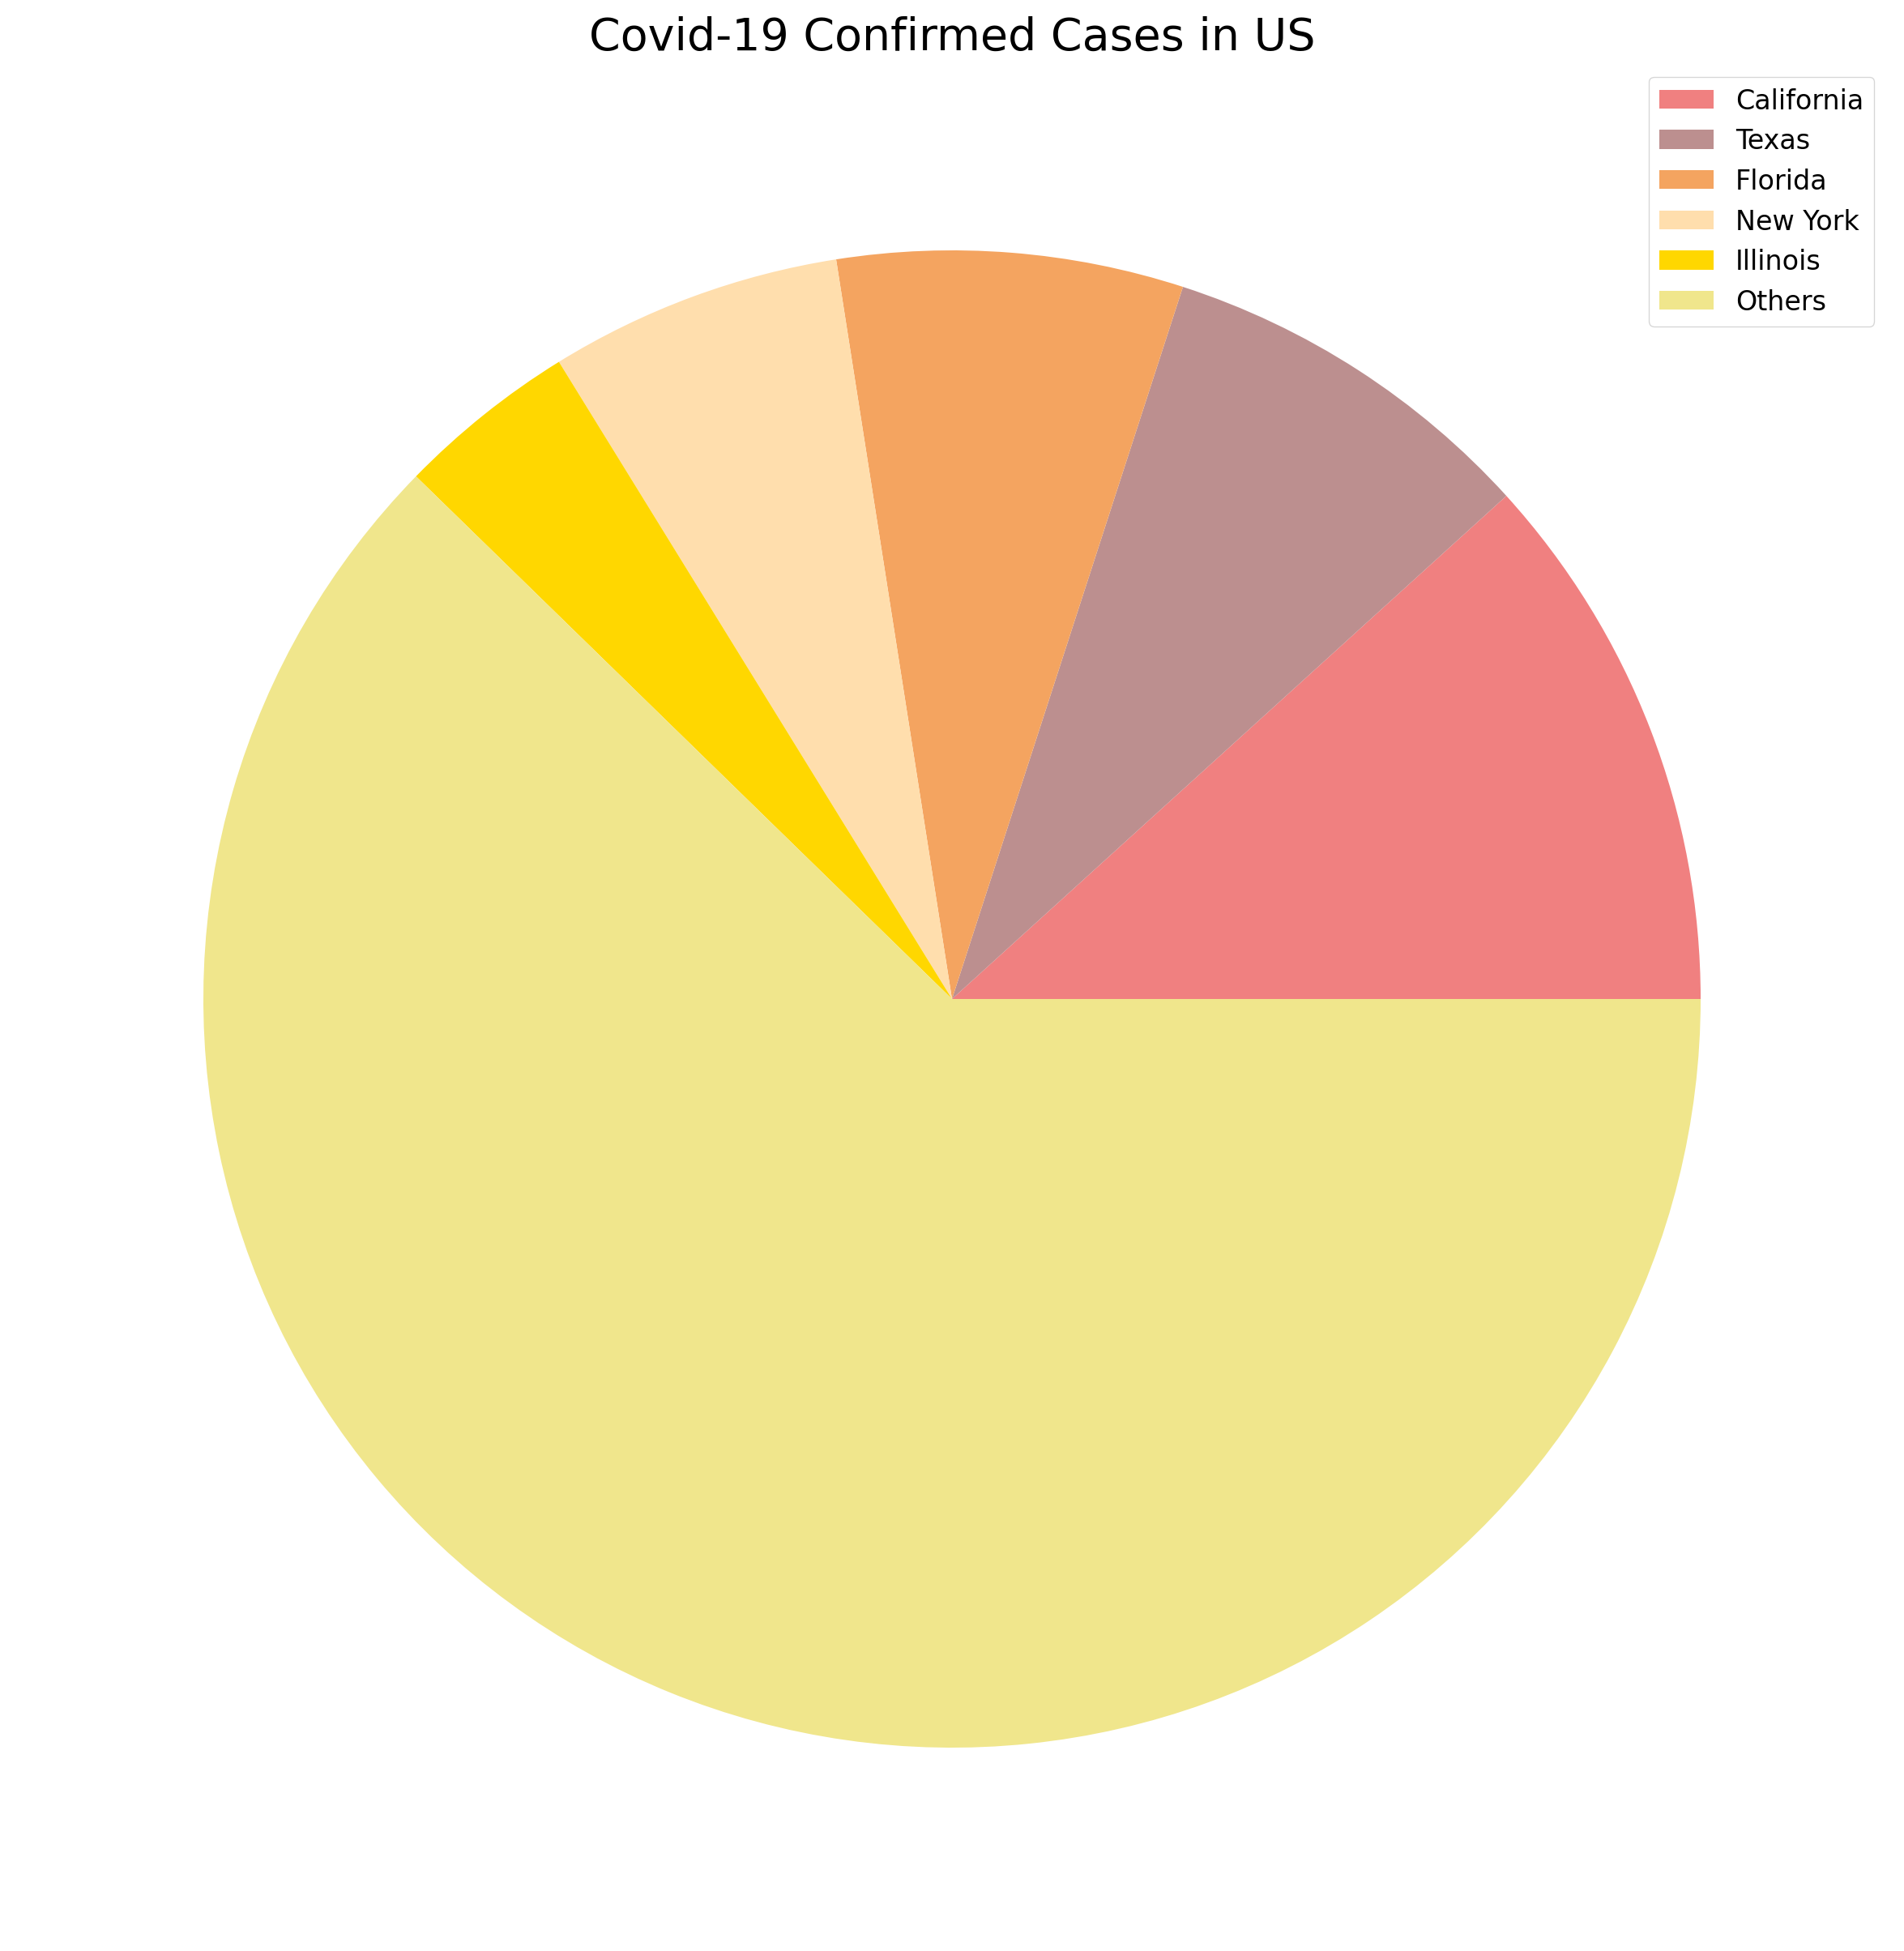 Covid-19 Confirmed Cases in US
California
Texas
Florida
New York
Illinois
Others